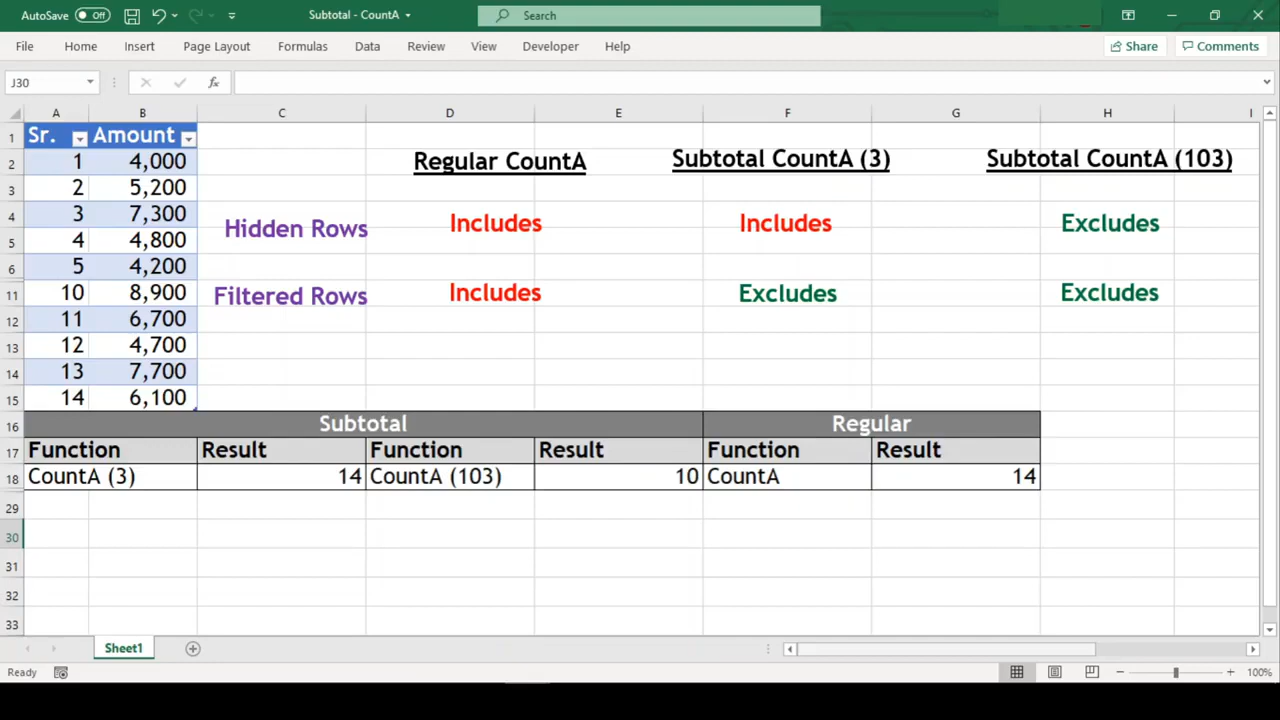 AutoSave Off Subtotal - CountA Search
File Home Insert Page Layout Formulas Data Review View Developer Help Share Comments
J30 fx
A B C D E F G H I
1 Sr. Amount
2 1 4,000 Regular CountA Subtotal CountA (3) Subtotal CountA (103)
3 2 5,200
4 3 7,300 Hidden Rows Includes Includes Excludes
5 4 4,800
6 5 4,200
11 10 8,900 Filtered Rows Includes Excludes Excludes
12 11 6,700
13 12 4,700
14 13 7,700
15 14 6,100
16 Subtotal Regular
17 Function Result Function Result Function Result
18 CountA (3) 14 CountA (103) 10 CountA 14
29
30
31
32
33
Sheet1
Ready 100%